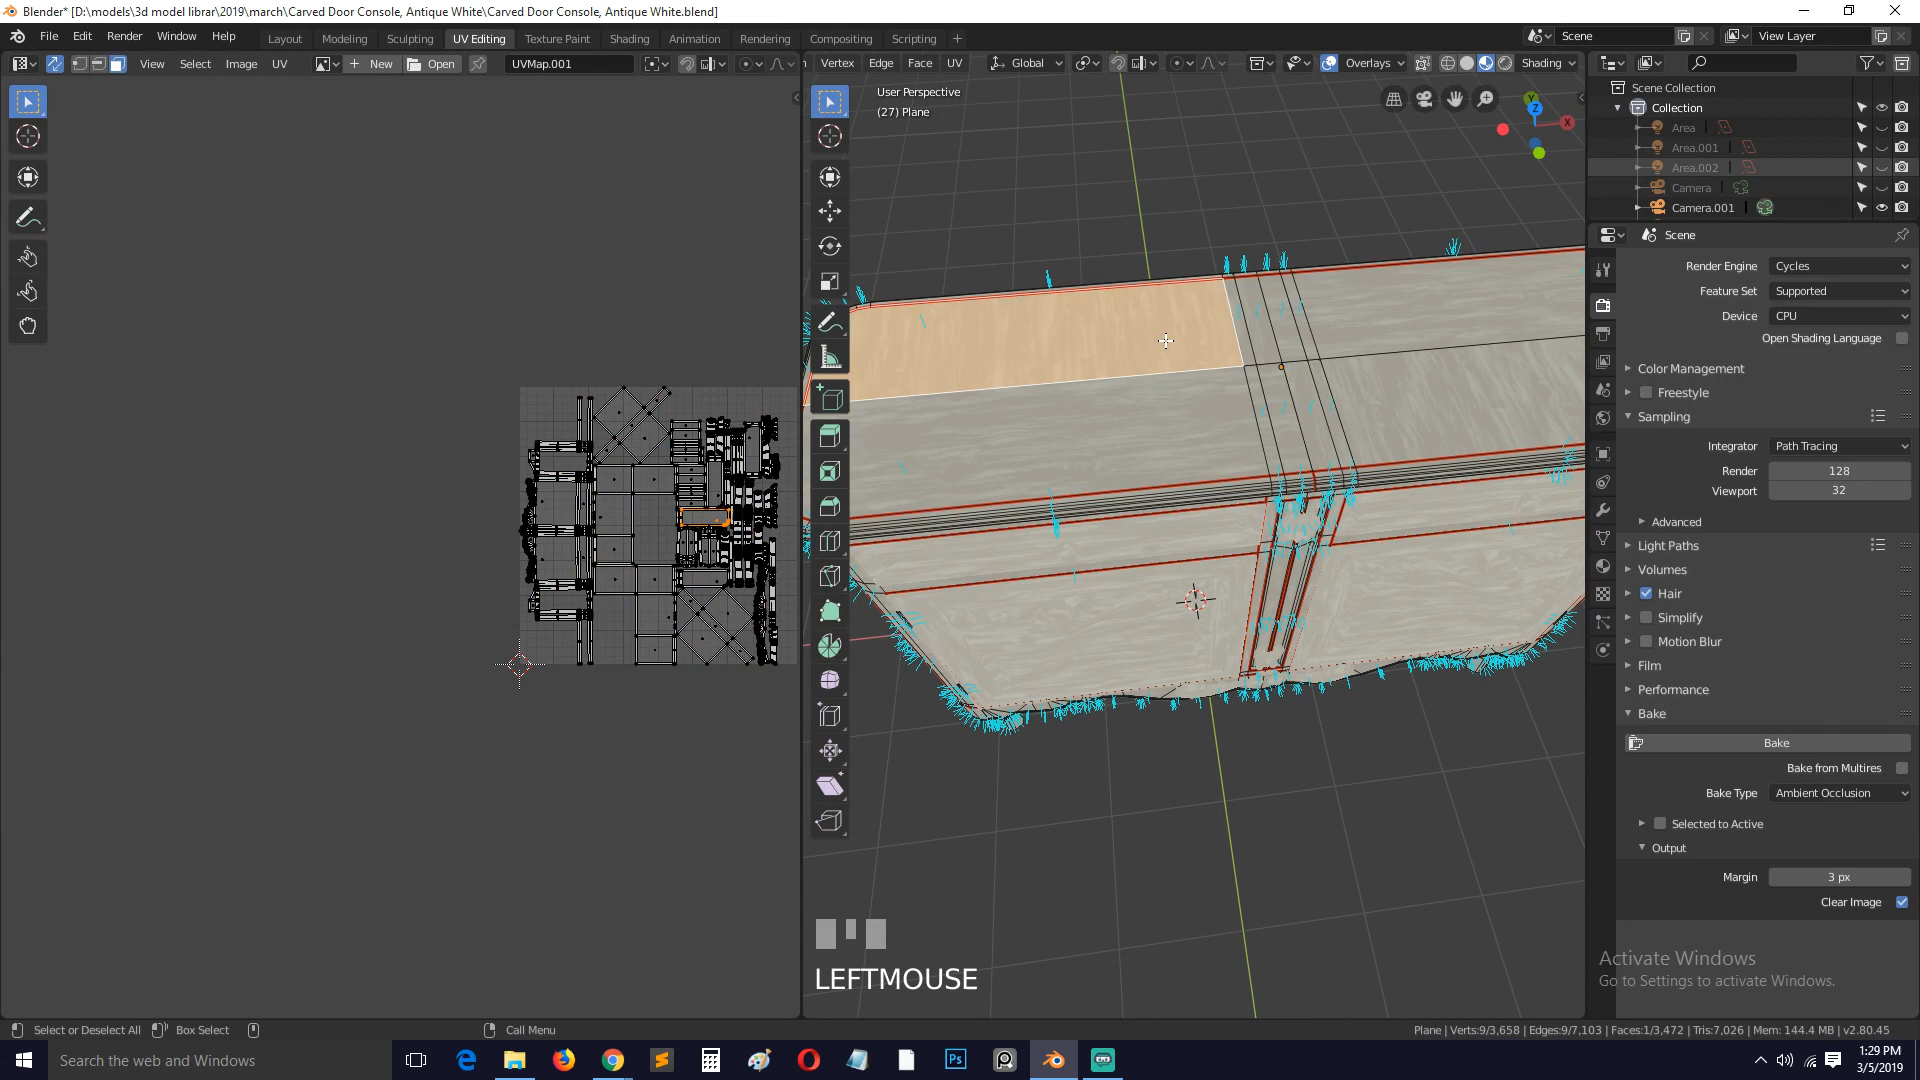 Blender* [D:\models\3d model librar\2019\march\Carved Door Console, Antique White\Carved Door Console, Antique White.blend]
File Edit Render Window Help Layout Modeling Sculpting UV Editing Texture Paint Shading Animation Rendering Compositing Scripting + Scene View Layer
View Select Image UV New Open UVMap.001 Vertex Edge Face UV Global Overlays Shading
User Perspective
(27) Plane
Scene Collection
Collection
Area
Area.001
Area.002
Camera
Camera.001
Scene
Render Engine Cycles
Feature Set Supported
Device CPU
Open Shading Language
Color Management
Freestyle
Sampling
Integrator Path Tracing
Render 128
Viewport 32
Advanced
Light Paths
Volumes
Hair
Simplify
Motion Blur
Film
Performance
Bake
Bake
Bake from Multires
Bake Type Ambient Occlusion
Selected to Active
Output
Margin 3 px
Clear Image
LEFTMOUSE
Activate Windows
Go to Settings to activate Windows.
Select or Deselect All Box Select Call Menu Plane | Verts:9/3,658 | Edges:9/7,103 | Faces:1/3,472 | Tris:7,026 | Mem: 144.4 MB | v2.80.45
Search the web and Windows
1:29 PM
3/5/2019